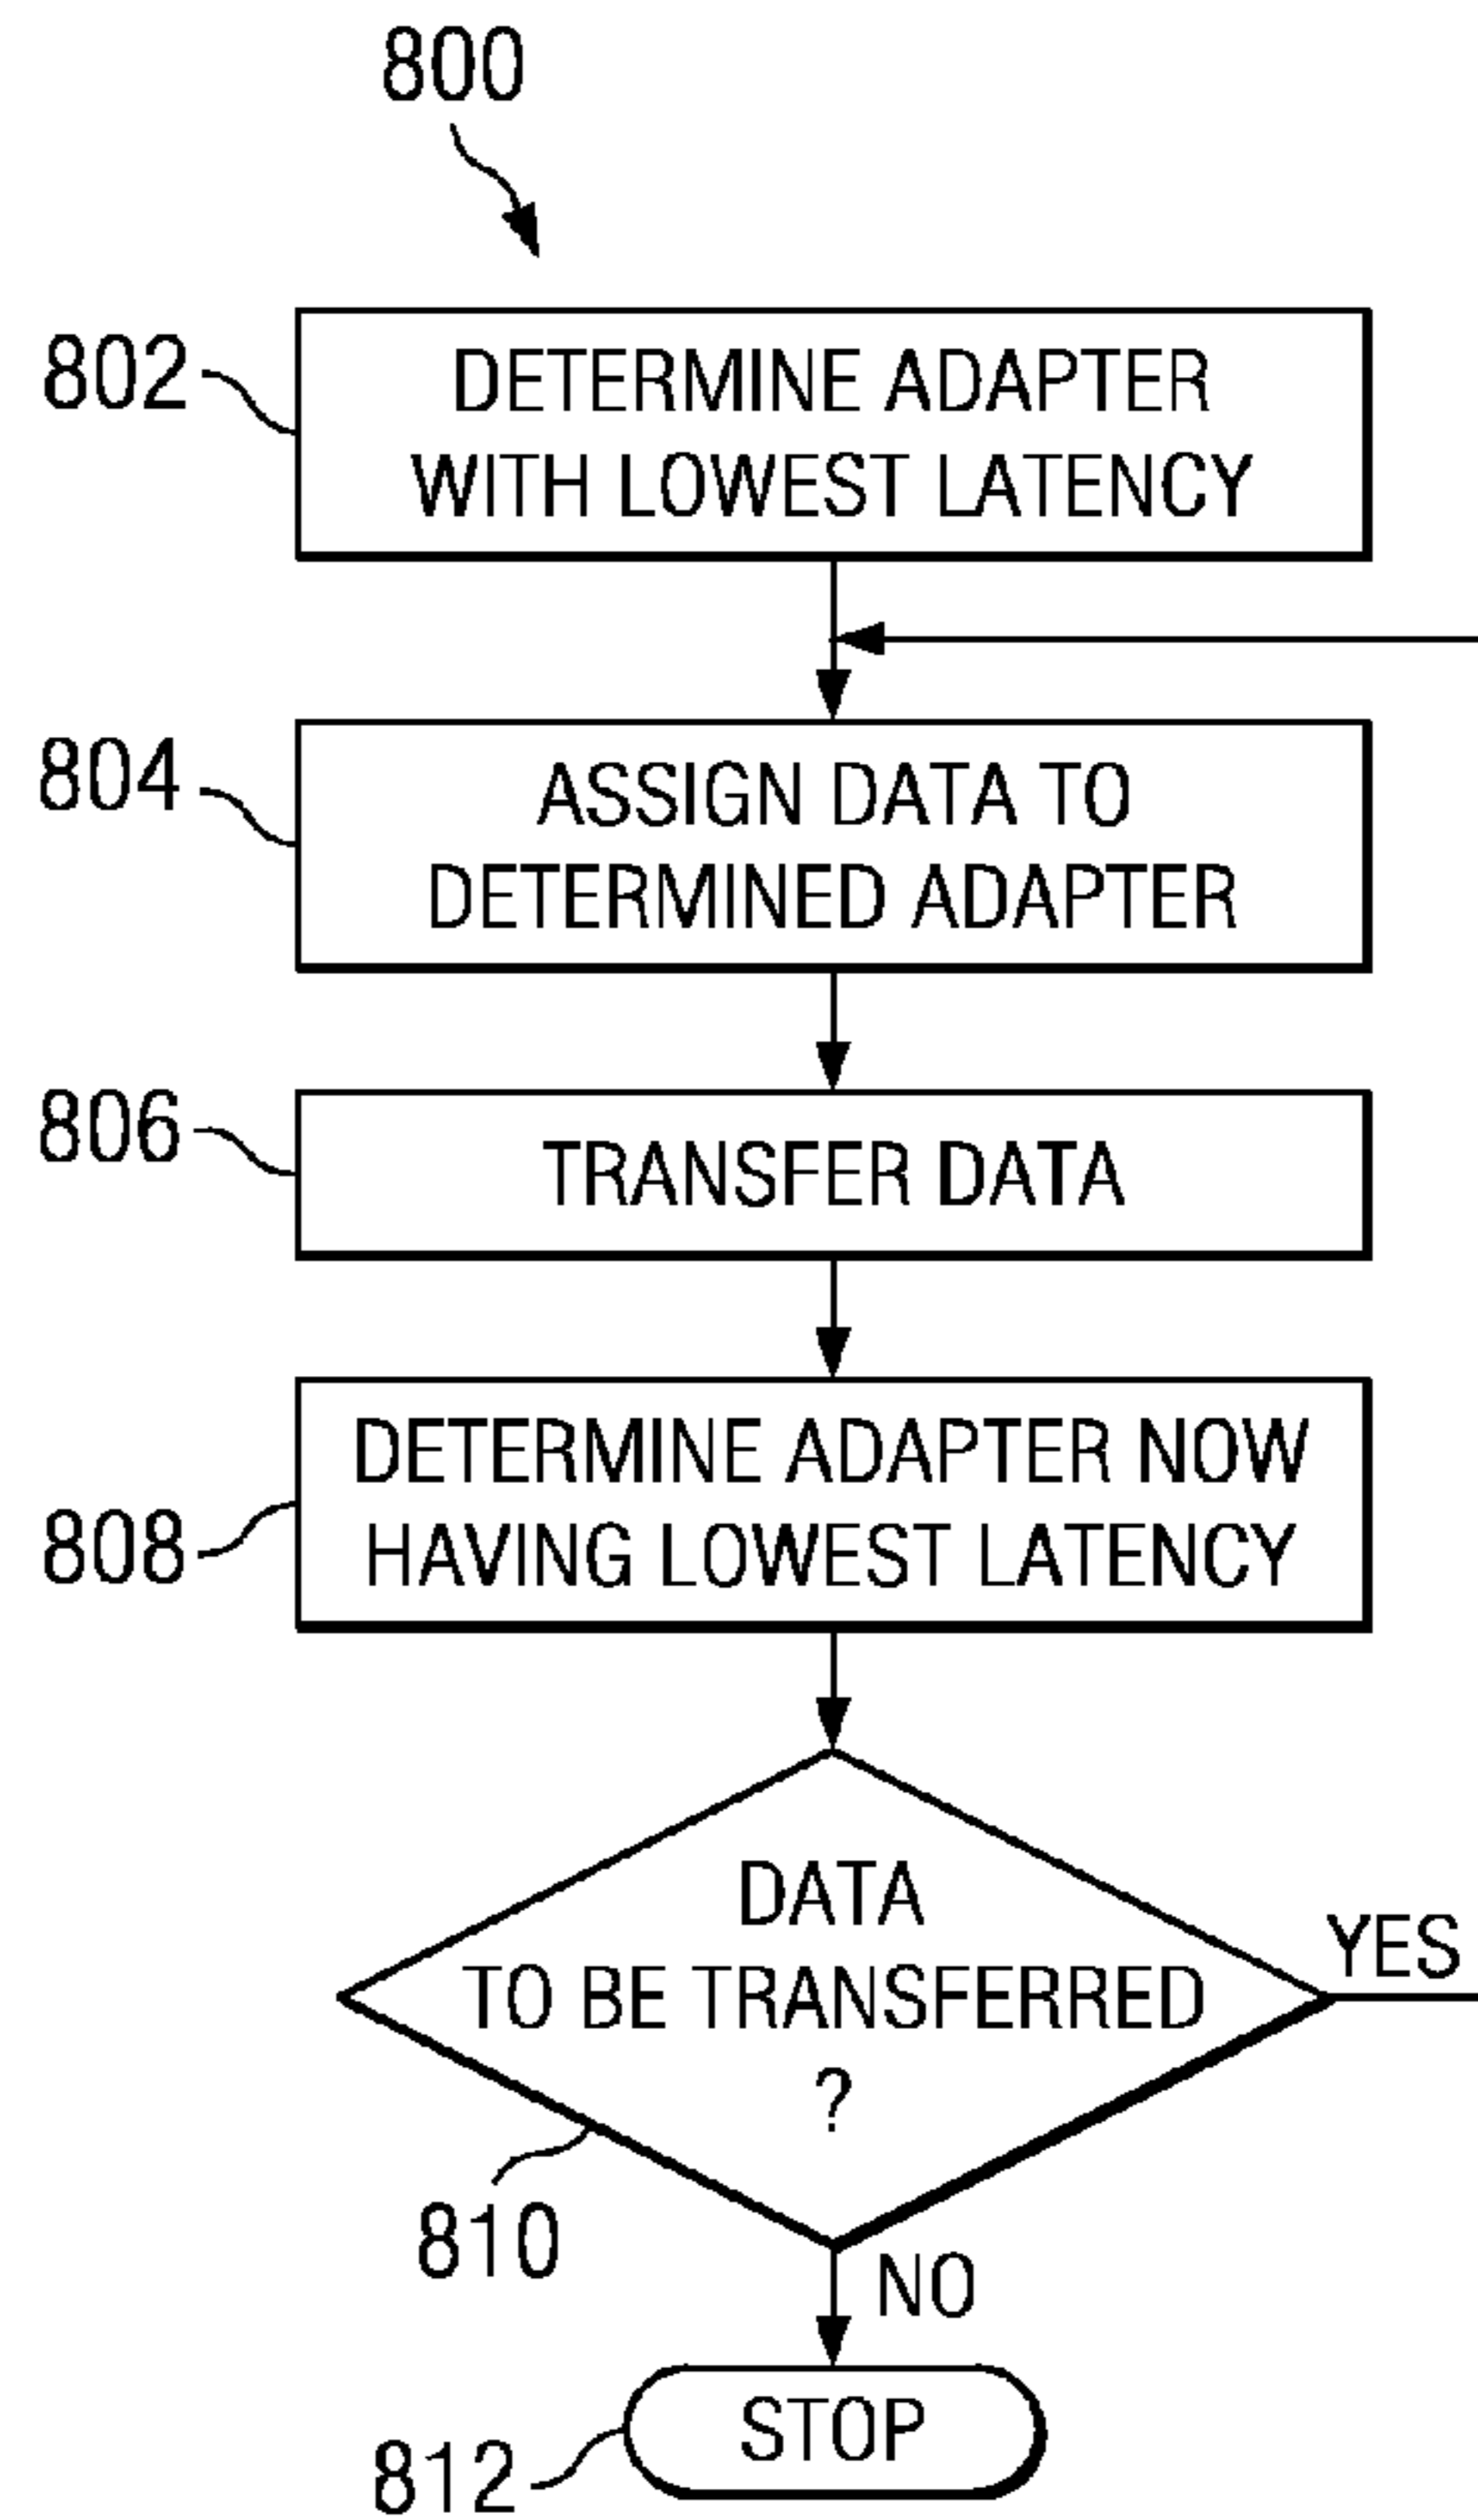 800
802
DETERMINE ADAPTER
WITH LOWEST LATENCY
804
ASSIGN DATA TO
DETERMINED ADAPTER
806
TRANSFER DATA
808
DETERMINE ADAPTER NOW
HAVING LOWEST LATENCY
DATA
TO BE TRANSFERRED
?
YES
810
NO
STOP
812